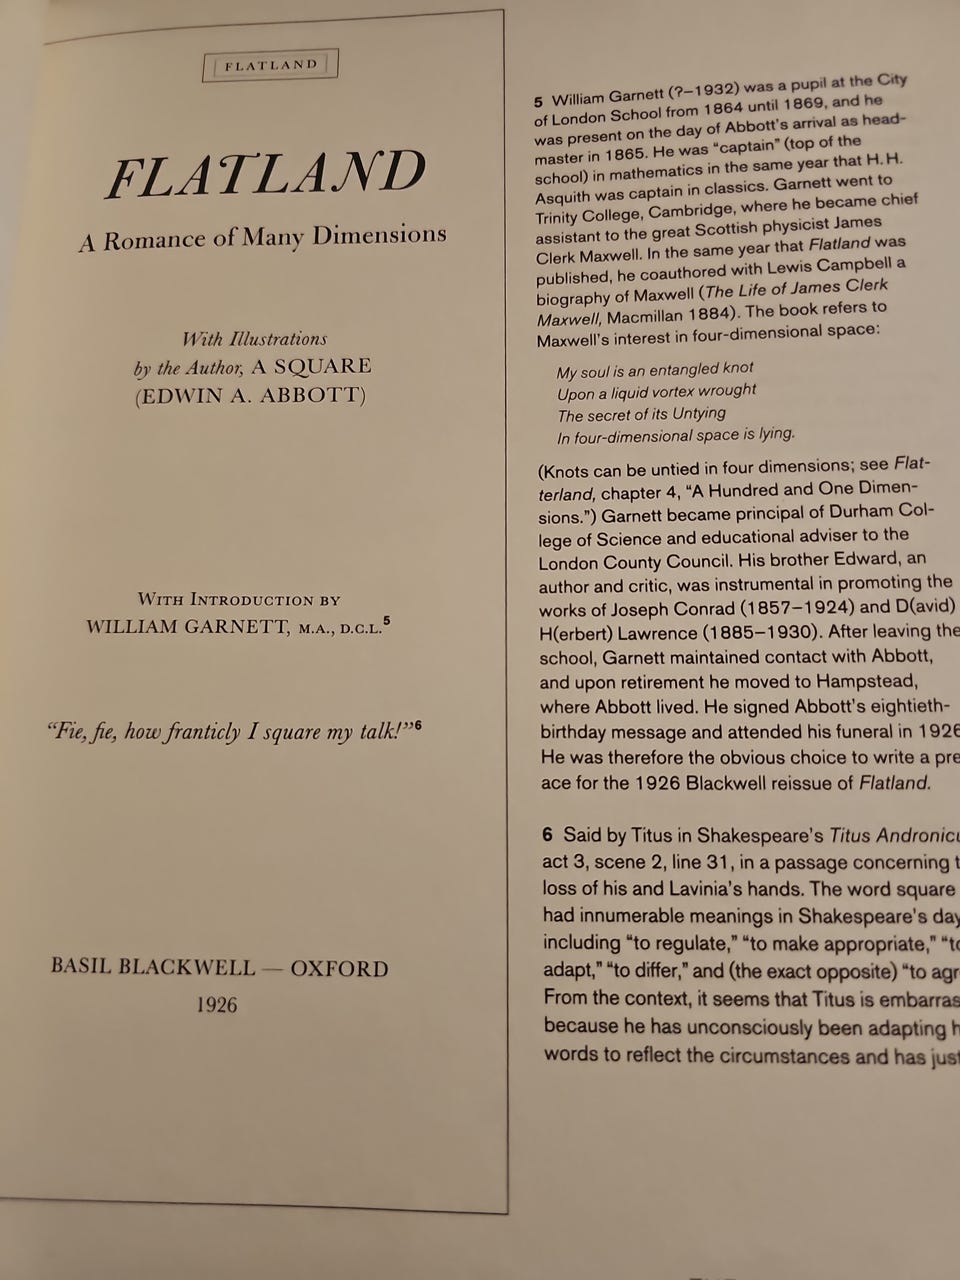 FLATLAND
FLATLAND
A Romance of Many Dimensions
With Illustrations
by the Author, A SQUARE
(EDWIN A. ABBOTT)
WITH INTRODUCTION BY
WILLIAM GARNETT, M.A., D.C.L.5
“Fie, fie, how franticly I square my talk!”6
BASIL BLACKWELL — OXFORD
1926
5 William Garnett (?–1932) was a pupil at the City
of London School from 1864 until 1869, and he
was present on the day of Abbott's arrival as head-
master in 1865. He was “captain” (top of the
school) in mathematics in the same year that H. H.
Asquith was captain in classics. Garnett went to
Trinity College, Cambridge, where he became chief
assistant to the great Scottish physicist James
Clerk Maxwell. In the same year that Flatland was
published, he coauthored with Lewis Campbell a
biography of Maxwell (The Life of James Clerk
Maxwell, Macmillan 1884). The book refers to
Maxwell's interest in four-dimensional space:
My soul is an entangled knot
Upon a liquid vortex wrought
The secret of its Untying
In four-dimensional space is lying.
(Knots can be untied in four dimensions; see Flat-
terland, chapter 4, “A Hundred and One Dimen-
sions.”) Garnett became principal of Durham Col-
lege of Science and educational adviser to the
London County Council. His brother Edward, an
author and critic, was instrumental in promoting the
works of Joseph Conrad (1857–1924) and D(avid)
H(erbert) Lawrence (1885–1930). After leaving the
school, Garnett maintained contact with Abbott,
and upon retirement he moved to Hampstead,
where Abbott lived. He signed Abbott's eightieth-
birthday message and attended his funeral in 1926
He was therefore the obvious choice to write a pre
ace for the 1926 Blackwell reissue of Flatland.
6 Said by Titus in Shakespeare's Titus Andronic
act 3, scene 2, line 31, in a passage concerning t
loss of his and Lavinia's hands. The word square
had innumerable meanings in Shakespeare's day
including “to regulate,” “to make appropriate,” “to
adapt,” “to differ,” and (the exact opposite) “to agr
From the context, it seems that Titus is embarras
because he has unconsciously been adapting h
words to reflect the circumstances and has just